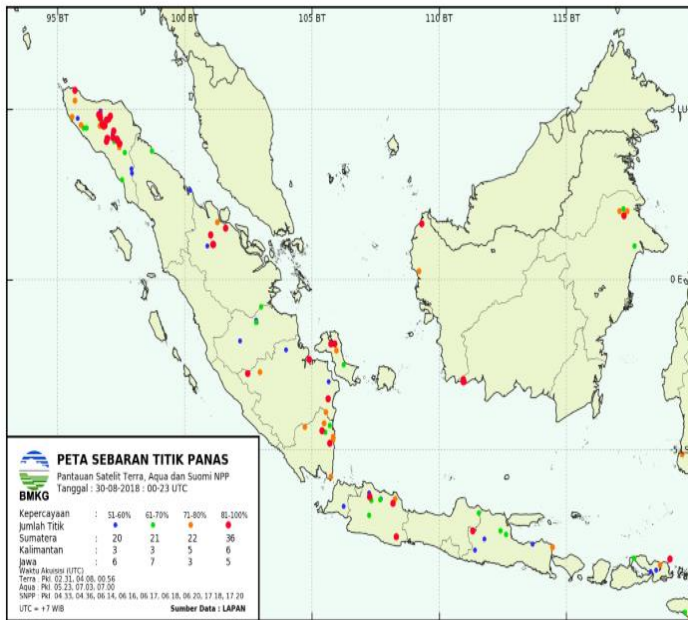 95 BT 100 BT 105 BT 110 BT 115 BT
5 LU
0 E
BMKG
PETA SEBARAN TITIK PANAS
Pantauan Satelit Terra, Aqua dan Suomi NPP
Tanggal : 30-08-2018 : 00-23 UTC
Kepercayaan : 51-60% 61-70% 71-80% 81-100%
Jumlah Titik
Sumatera : 20 21 22 36
Kalimantan : 3 3 5 6
Jawa : 6 7 3 5
Waktu Akuisisi (UTC)
Terra : Pkl. 02.31, 04.08, 00.56
Aqua : Pkl. 05.23, 07.03, 07.00
SNPP : Pkl. 04 33, 04 36, 06 14, 06 16, 06 17, 06 18, 06 20, 17 18, 17 20
UTC = +7 WIB Sumber Data : LAPAN